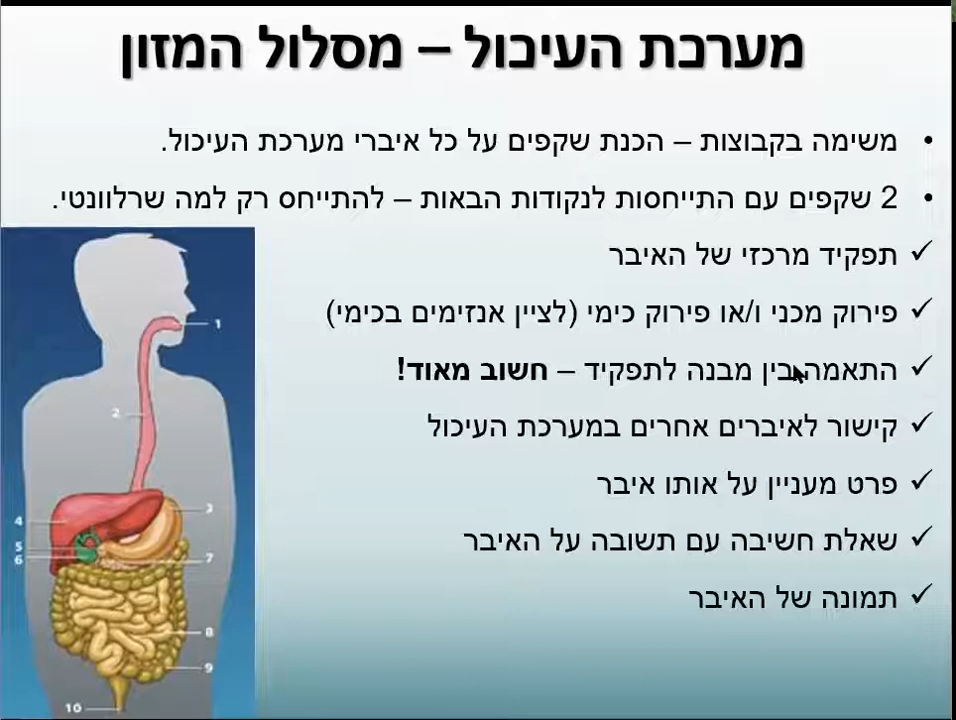 מערכת העיכול – מסלול המזון
• משימה בקבוצות – הכנת שקפים על כל איברי מערכת העיכול.
• 2 שקפים עם התייחסות לנקודות הבאות – להתייחס רק למה שרלוונטי.
✓ תפקיד מרכזי של האיבר
✓ פירוק מכני ו/או פירוק כימי (לציין אנזימים בכימי)
✓ התאמה בין מבנה לתפקיד – חשוב מאוד!
✓ קישור לאיברים אחרים במערכת העיכול
✓ פרט מעניין על אותו איבר
✓ שאלת חשיבה עם תשובה על האיבר
✓ תמונה של האיבר
1
2
3
4
5
6
7
8
9
10